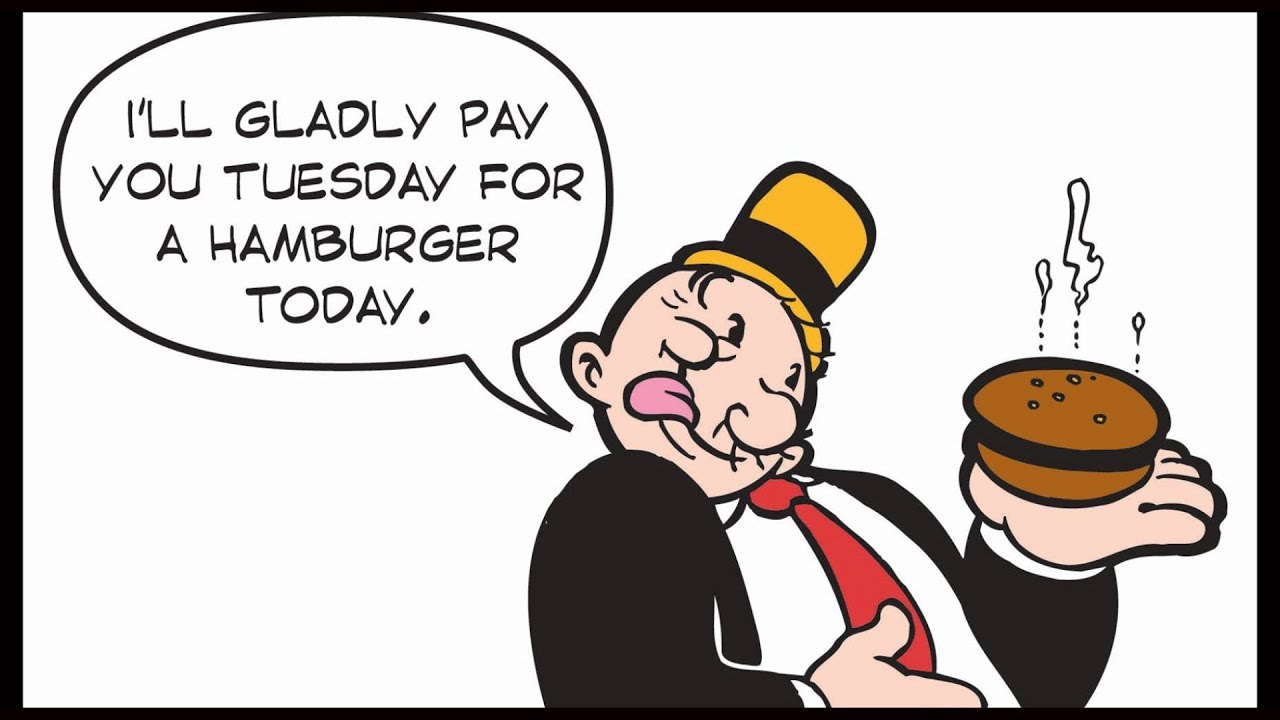 I'LL GLADLY PAY
YOU TUESDAY FOR
A HAMBURGER
TODAY.